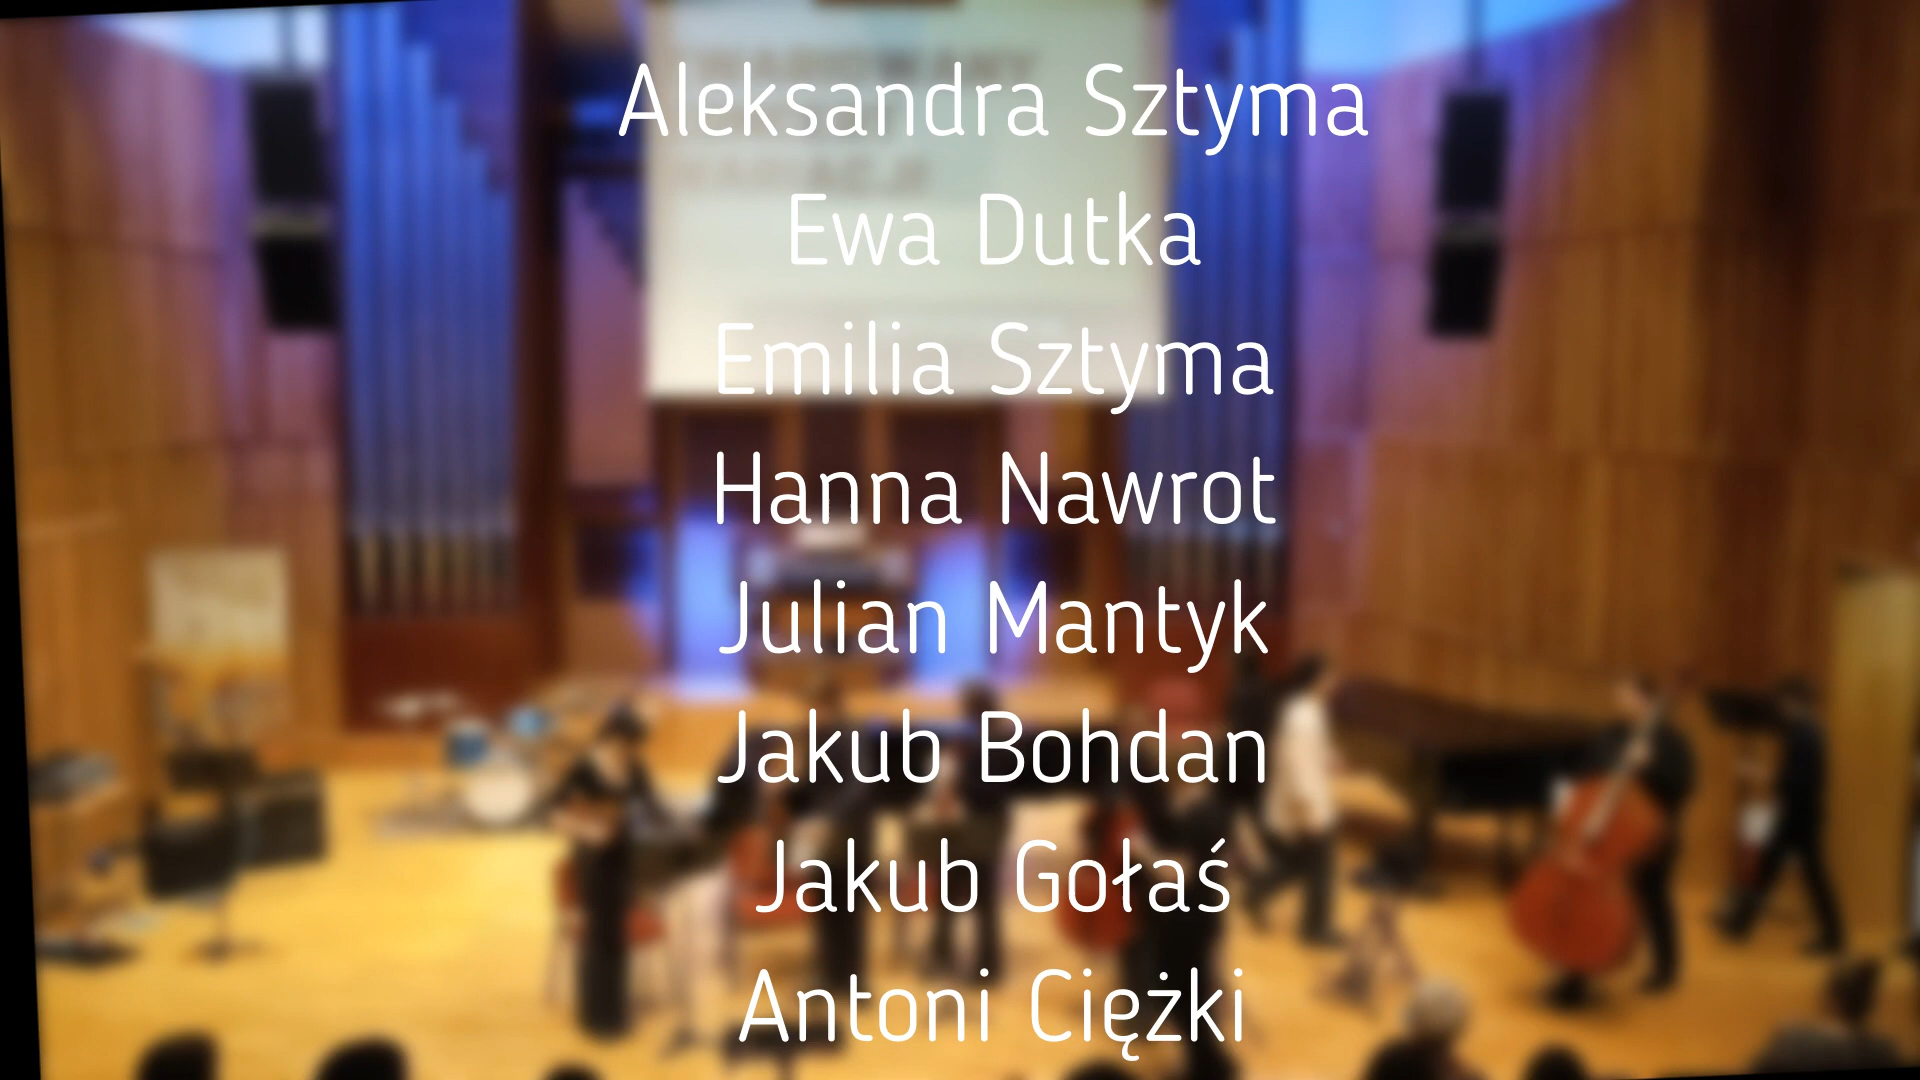 Aleksandra Sztyma
Ewa Dutka
Emilia Sztyma
Hanna Nawrot
Julian Mantyk
Jakub Bohdan
Jakub Gołaś
Antoni Ciężki